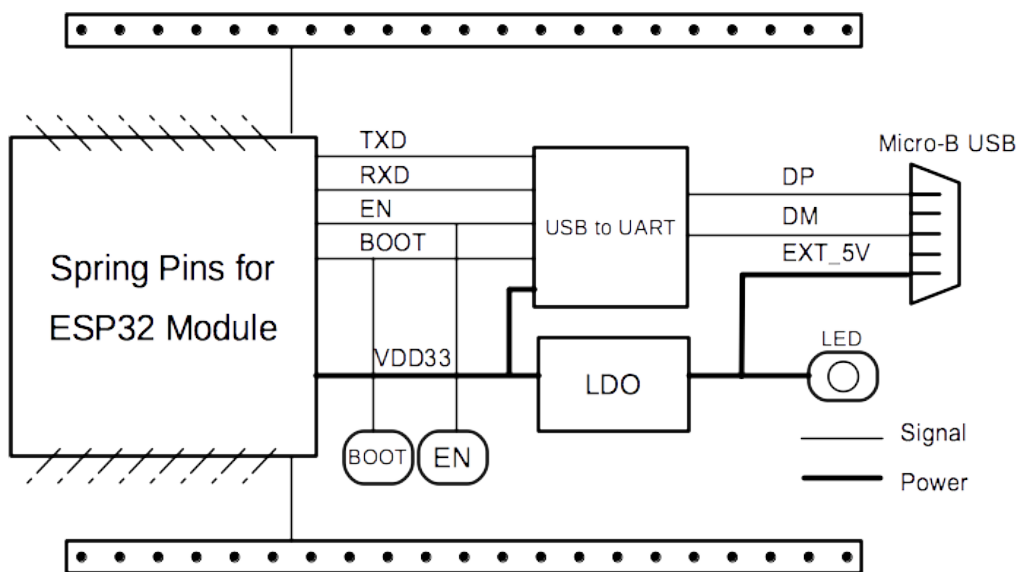 Micro-B USB
TXD
RXD
EN
BOOT
DP
DM
EXT_5V
USB to UART
Spring Pins for
ESP32 Module
VDD33
LDO
LED
BOOT
EN
Signal
Power